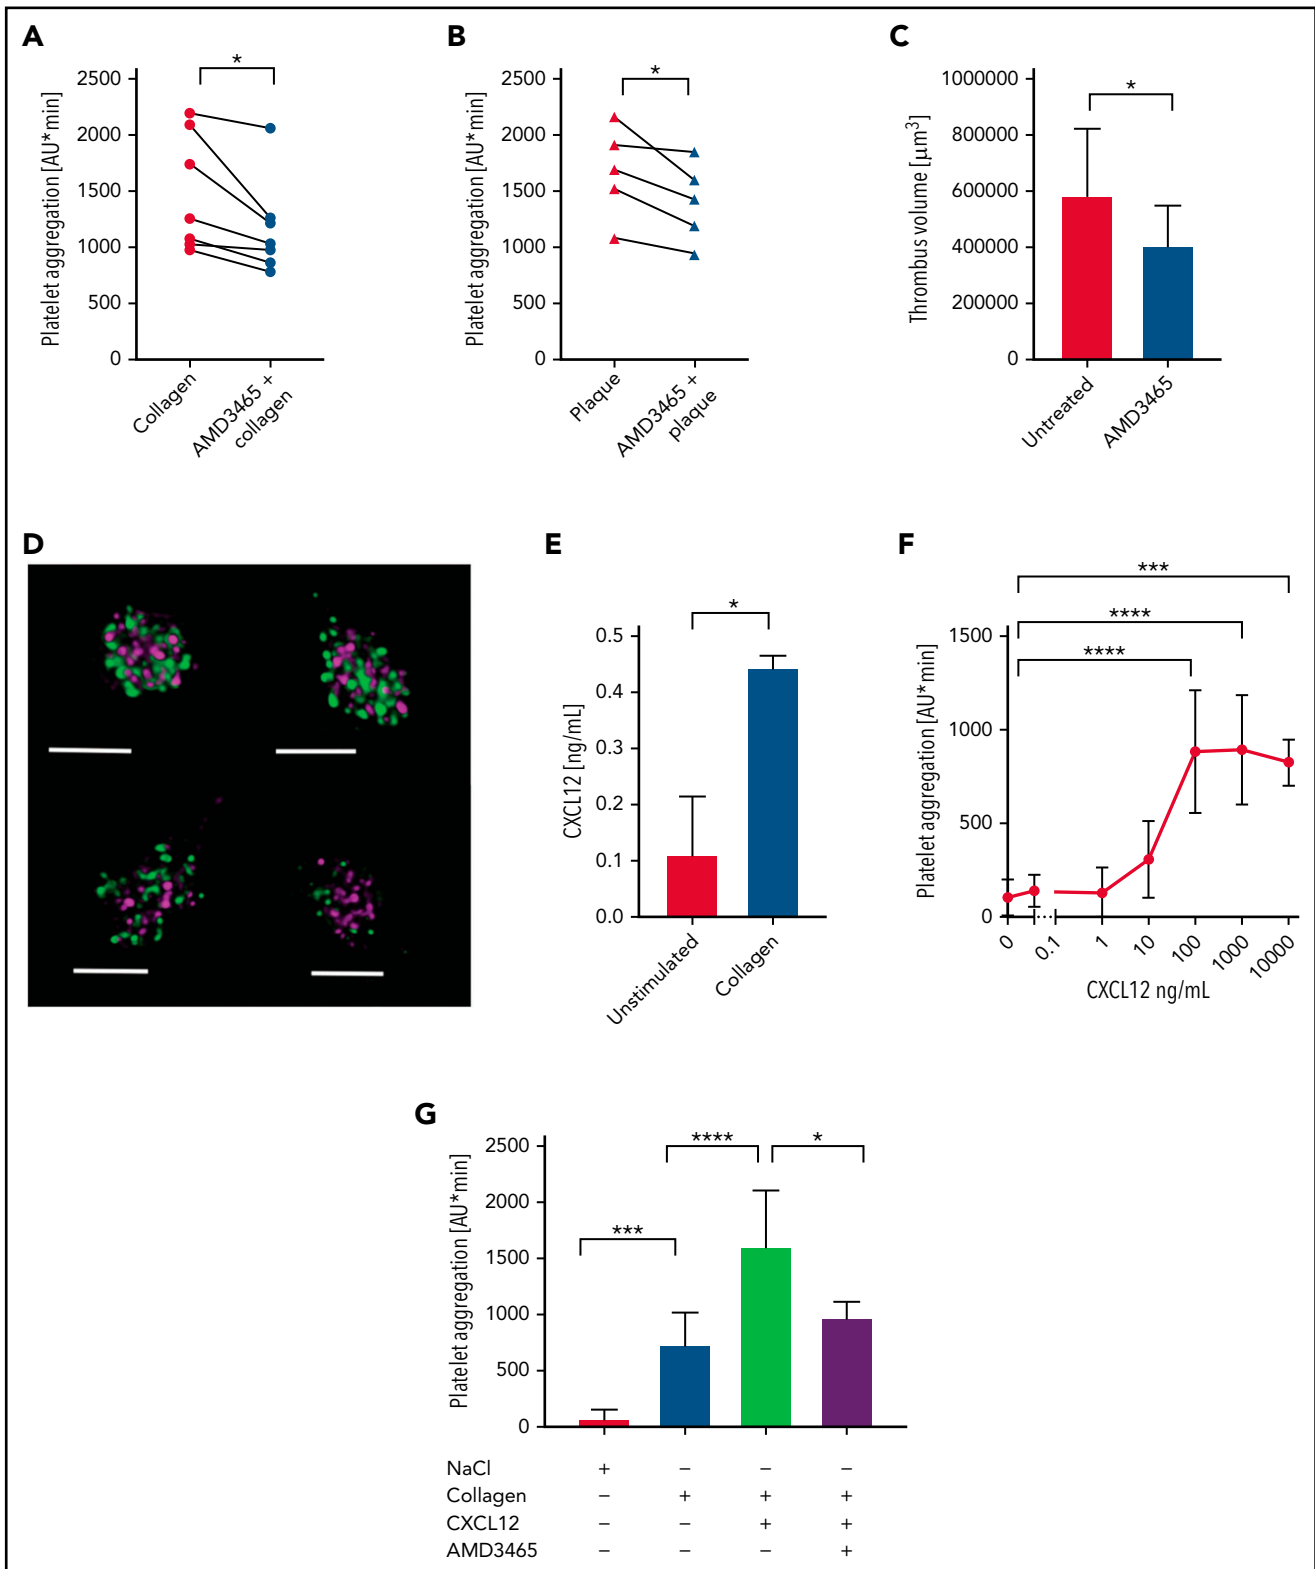 A
Platelet aggregation [AU*min]
2500
2000
1500
1000
500
0
*
Collagen
AMD3465 +
collagen
B
Platelet aggregation [AU*min]
2500
2000
1500
1000
500
0
*
Plaque
AMD3465 +
plaque
C
Thrombus volume [μm³]
1000000
800000
600000
400000
200000
0
*
Untreated
AMD3465
D
E
CXCL12 [ng/mL]
0.5
0.4
0.3
0.2
0.1
0.0
*
Unstimulated
Collagen
F
Platelet aggregation [AU*min]
1500
1000
500
0
***
****
****
0
0.1
1
10
100
1000
10000
CXCL12 ng/mL
G
Platelet aggregation [AU*min]
2500
2000
1500
1000
500
0
***
****
*
NaCl + – – –
Collagen – + + +
CXCL12 – – + +
AMD3465 – – – +